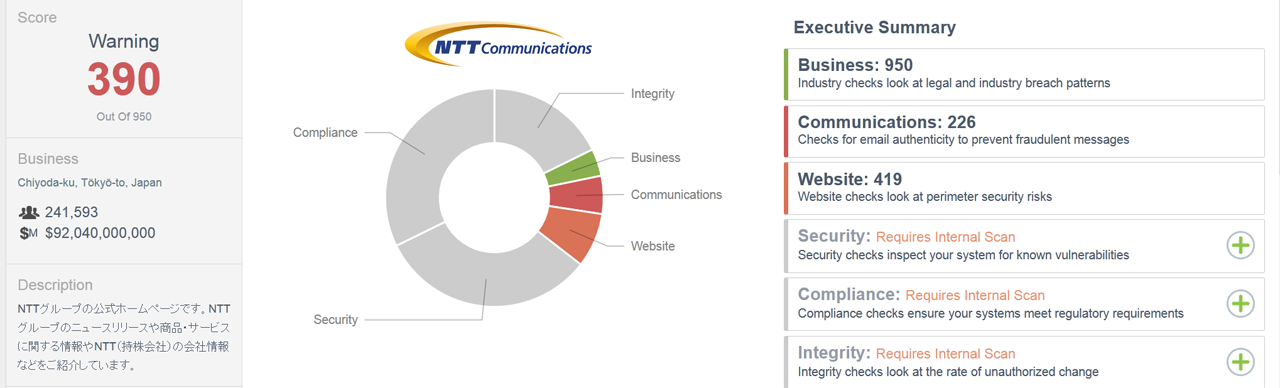 Score
Warning
390
Out Of 950
Business
Chiyoda-ku, Tōkyō-to, Japan
241,593
$M $92,040,000,000
Description
NTTグループの公式ホームページです。NTT
グループのニュースリリースや商品・サービス
に関する情報やNTT（持株会社）の会社情報
などをご紹介しています。
NTT Communications
Integrity
Compliance
Business
Communications
Website
Security
Executive Summary
Business: 950
Industry checks look at legal and industry breach patterns
Communications: 226
Checks for email authenticity to prevent fraudulent messages
Website: 419
Website checks look at perimeter security risks
Security: Requires Internal Scan
Security checks inspect your system for known vulnerabilities
Compliance: Requires Internal Scan
Compliance checks ensure your systems meet regulatory requirements
Integrity: Requires Internal Scan
Integrity checks look at the rate of unauthorized change